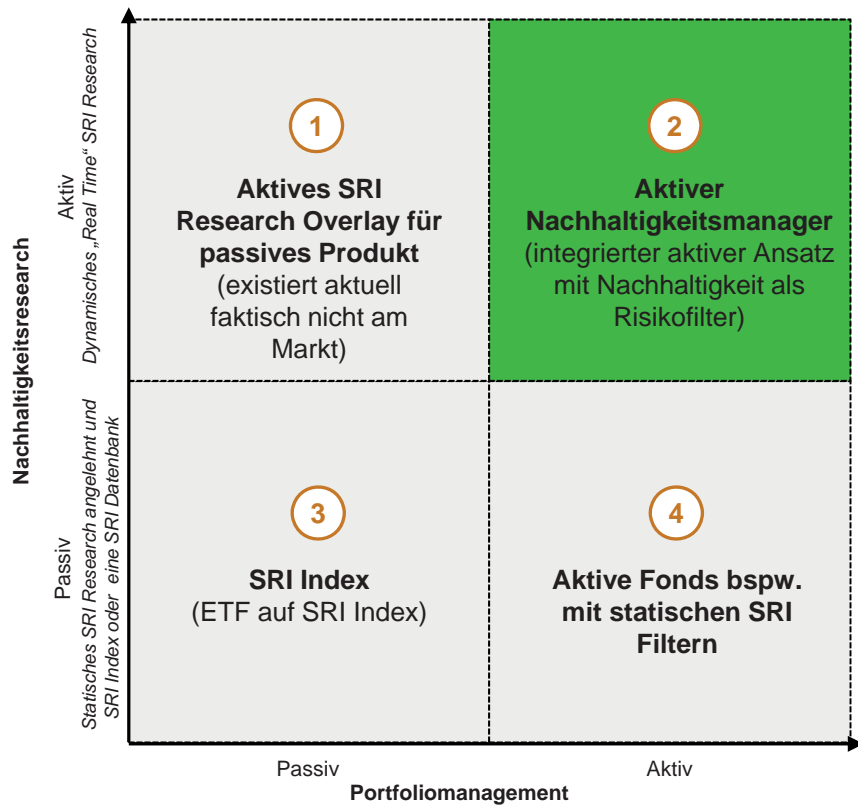 Nachhaltigkeitsresearch
Aktiv
Dynamisches „Real Time“ SRI Research
1
Aktives SRI
Research Overlay für
passives Produkt
(existiert aktuell
faktisch nicht am
Markt)
2
Aktiver
Nachhaltigkeitsmanager
(integrierter aktiver Ansatz
mit Nachhaltigkeit als
Risikofilter)
Passiv
Statisches SRI Research angelehnt und
SRI Index oder eine SRI Datenbank
3
SRI Index
(ETF auf SRI Index)
4
Aktive Fonds bspw.
mit statischen SRI
Filtern
Passiv
Aktiv
Portfoliomanagement